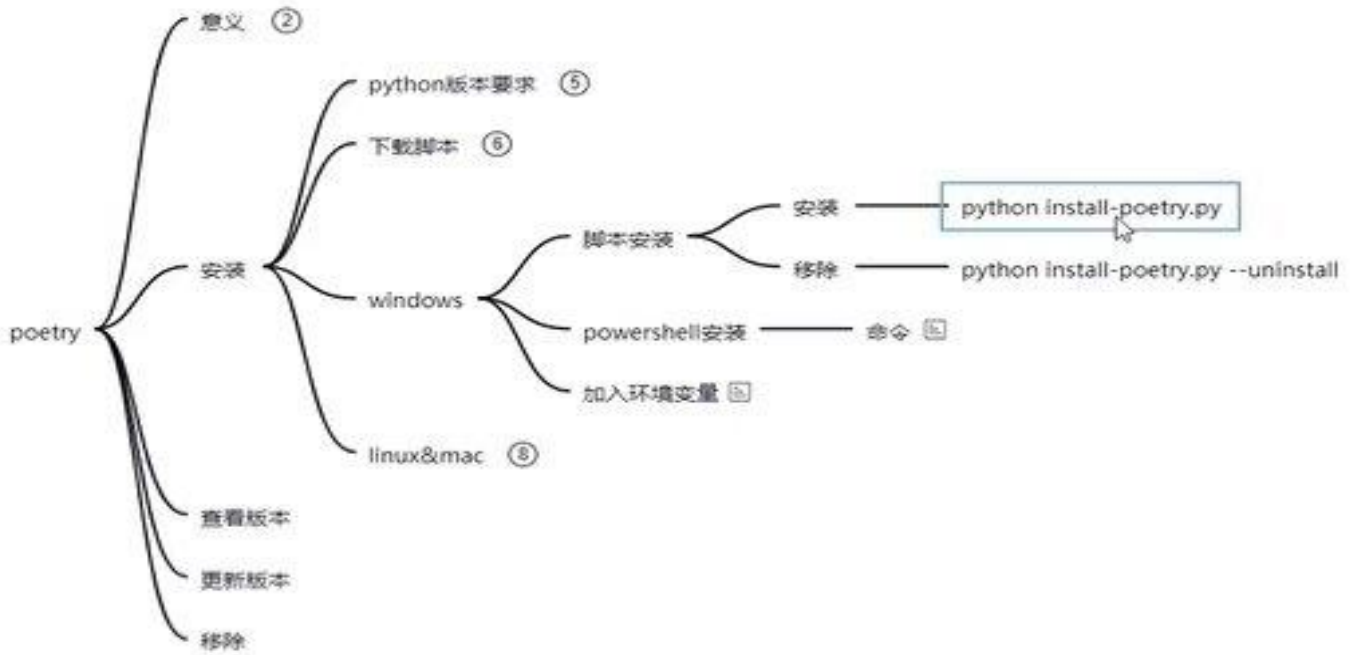 意义 ②
python版本要求 ⑤
下载脚本 ⑥
安装 python install-poetry.py
脚本安装
移除 python install-poetry.py --uninstall
安装
windows
poetry
powershell安装 命令
加入环境变量
linux&mac ⑧
查看版本
更新版本
移除